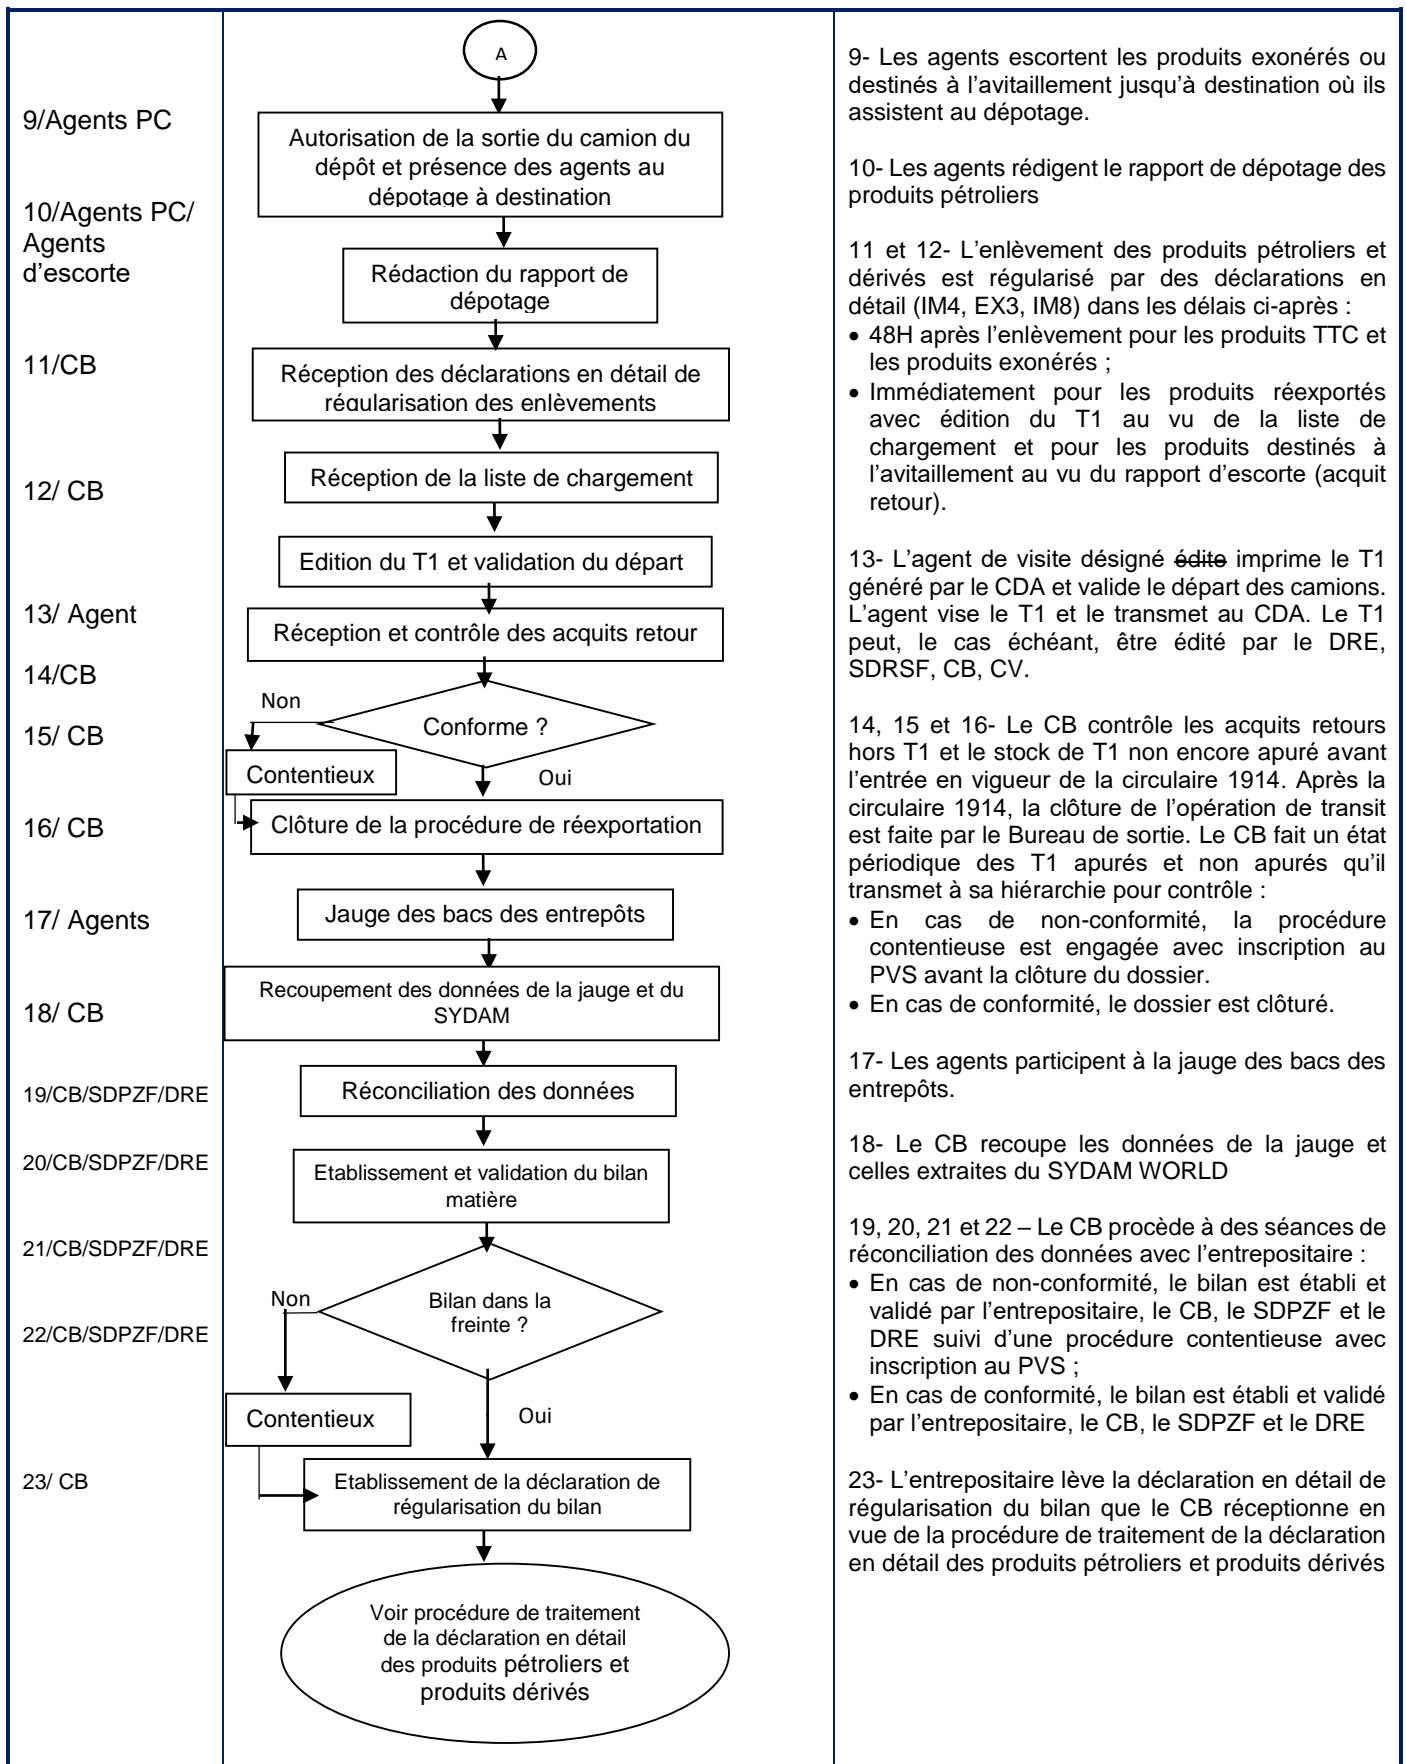 9/Agents PC
10/Agents PC/
Agents
d'escorte
11/CB
12/ CB
13/ Agent
14/CB
15/ CB
16/ CB
17/ Agents
18/ CB
19/CB/SDPZF/DRE
20/CB/SDPZF/DRE
21/CB/SDPZF/DRE
22/CB/SDPZF/DRE
23/ CB
A
Autorisation de la sortie du camion du
dépôt et présence des agents au
dépotage à destination
Rédaction du rapport de
dépotage
Réception des déclarations en détail de
régularisation des enlèvements
Réception de la liste de chargement
Edition du T1 et validation du départ
Réception et contrôle des acquits retour
Non
Conforme ?
Contentieux
Oui
Clôture de la procédure de réexportation
Jauge des bacs des entrepôts
Recoupement des données de la jauge et du
SYDAM
Réconciliation des données
Etablissement et validation du bilan
matière
Non
Bilan dans la
freinte ?
Contentieux
Oui
Etablissement de la déclaration de
régularisation du bilan
Voir procédure de traitement
de la déclaration en détail
des produits pétroliers et
produits dérivés
9- Les agents escortent les produits exonérés ou
destinés à l'avitaillement jusqu'à destination où ils
assistent au dépotage.
10- Les agents rédigent le rapport de dépotage des
produits pétroliers
11 et 12- L'enlèvement des produits pétroliers et
dérivés est régularisé par des déclarations en
détail (IM4, EX3, IM8) dans les délais ci-après :
• 48H après l'enlèvement pour les produits TTC et
les produits exonérés ;
• Immédiatement pour les produits réexportés
avec édition du T1 au vu de la liste de
chargement et pour les produits destinés à
l'avitaillement au vu du rapport d'escorte (acquit
retour).
13- L'agent de visite désigné édite imprime le T1
généré par le CDA et valide le départ des camions.
L'agent vise le T1 et le transmet au CDA. Le T1
peut, le cas échéant, être édité par le DRE,
SDRSF, CB, CV.
14, 15 et 16- Le CB contrôle les acquits retours
hors T1 et le stock de T1 non encore apuré avant
l'entrée en vigueur de la circulaire 1914. Après la
circulaire 1914, la clôture de l'opération de transit
est faite par le Bureau de sortie. Le CB fait un état
périodique des T1 apurés et non apurés qu'il
transmet à sa hiérarchie pour contrôle :
• En cas de non-conformité, la procédure
contentieuse est engagée avec inscription au
PVS avant la clôture du dossier.
• En cas de conformité, le dossier est clôturé.
17- Les agents participent à la jauge des bacs des
entrepôts.
18- Le CB recoupe les données de la jauge et
celles extraites du SYDAM WORLD
19, 20, 21 et 22 – Le CB procède à des séances de
réconciliation des données avec l'entrepositaire :
• En cas de non-conformité, le bilan est établi et
validé par l'entrepositaire, le CB, le SDPZF et le
DRE suivi d'une procédure contentieuse avec
inscription au PVS ;
• En cas de conformité, le bilan est établi et validé
par l'entrepositaire, le CB, le SDPZF et le DRE
23- L'entrepositaire lève la déclaration en détail de
régularisation du bilan que le CB réceptionne en
vue de la procédure de traitement de la déclaration
en détail des produits pétroliers et produits dérivés